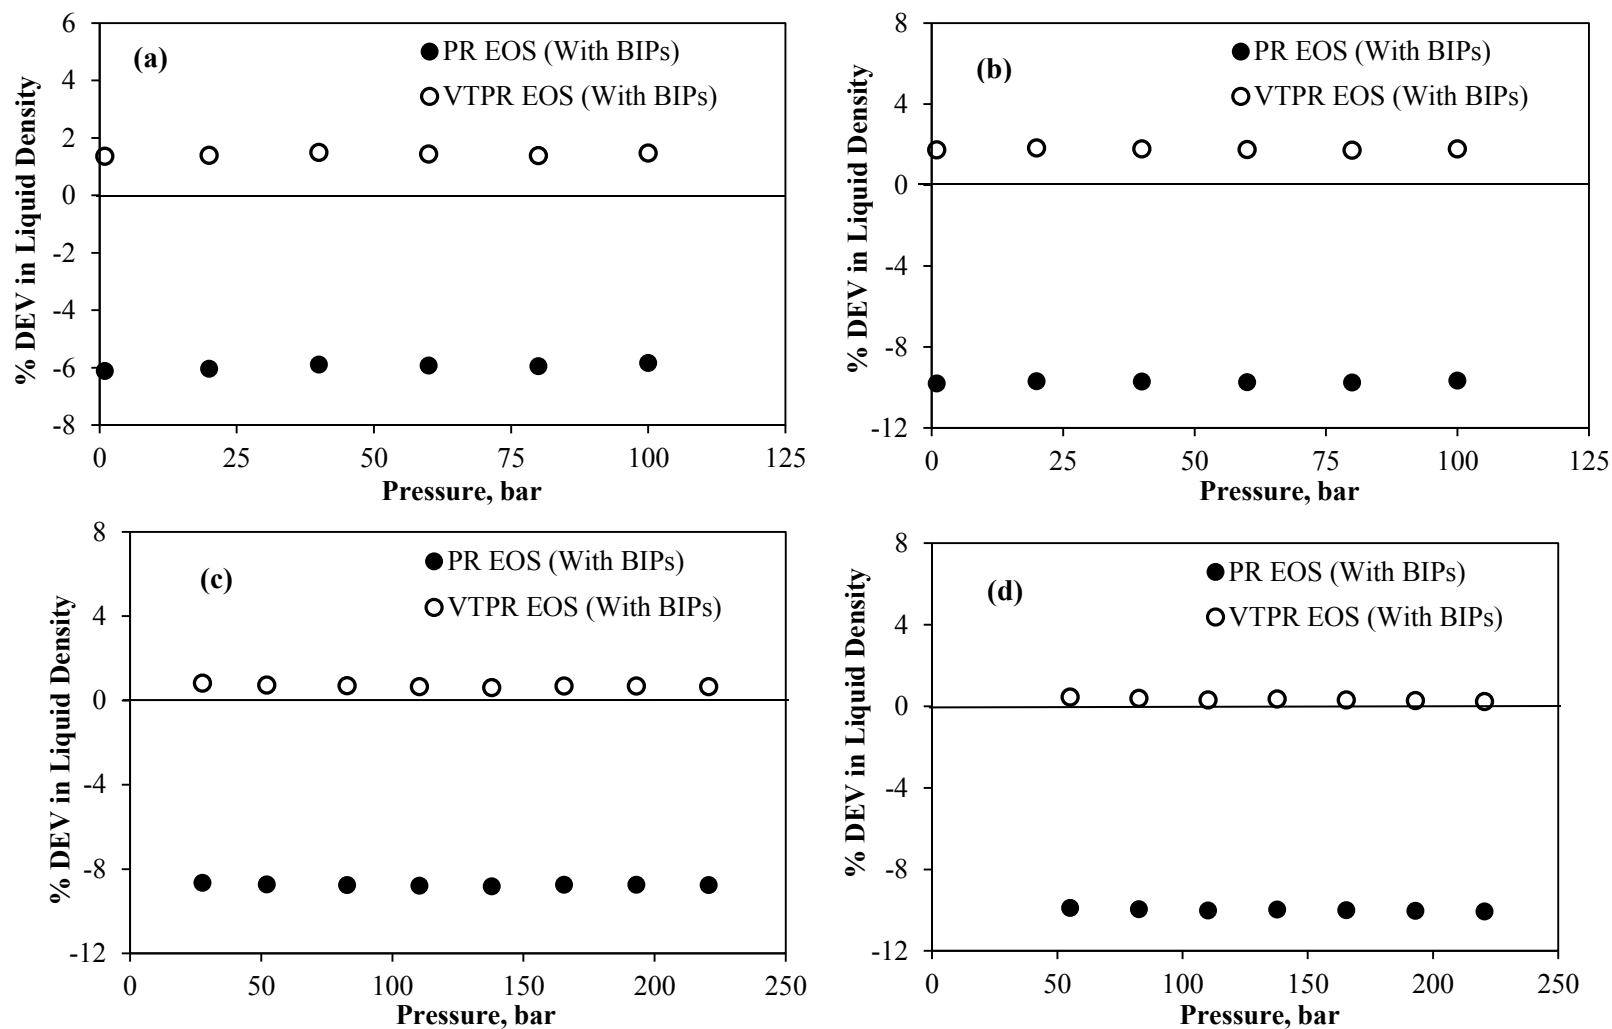 (a)
PR EOS (With BIPs)
VTPR EOS (With BIPs)
% DEV in Liquid Density
6
4
2
0
-2
-4
-6
-8
0 25 50 75 100 125
Pressure, bar
(b)
PR EOS (With BIPs)
VTPR EOS (With BIPs)
% DEV in Liquid Density
8
4
0
-4
-8
-12
0 25 50 75 100 125
Pressure, bar
(c)
PR EOS (With BIPs)
VTPR EOS (With BIPs)
% DEV in Liquid Density
8
4
0
-4
-8
-12
0 50 100 150 200 250
Pressure, bar
(d)
PR EOS (With BIPs)
VTPR EOS (With BIPs)
% DEV in Liquid Density
8
4
0
-4
-8
-12
0 50 100 150 200 250
Pressure, bar